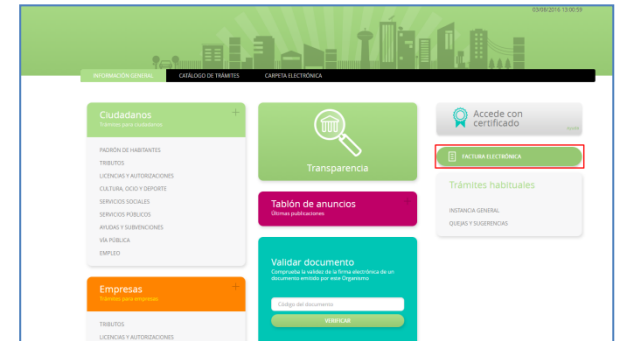 03/08/2016 13:00:59
INFORMACIÓN GENERAL
CATÁLOGO DE TRÁMITES
CARPETA ELECTRÓNICA
Ciudadanos
Trámites para ciudadanos
PADRÓN DE HABITANTES
TRIBUTOS
LICENCIAS Y AUTORIZACIONES
CULTURA, OCIO Y DEPORTE
SERVICIOS SOCIALES
SERVICIOS PÚBLICOS
AYUDAS Y SUBVENCIONES
VÍA PÚBLICA
EMPLEO
Empresas
Trámites para empresas
TRIBUTOS
LICENCIAS Y AUTORIZACIONES
Transparencia
Tablón de anuncios
Últimas publicaciones
Validar documento
Comprueba la validez de la firma electrónica de un
documento emitido por este Organismo
Código del documento
VERIFICAR
Accede con
certificado
Ayuda
FACTURA ELECTRÓNICA
Trámites habituales
INSTANCIA GENERAL
QUEJAS Y SUGERENCIAS